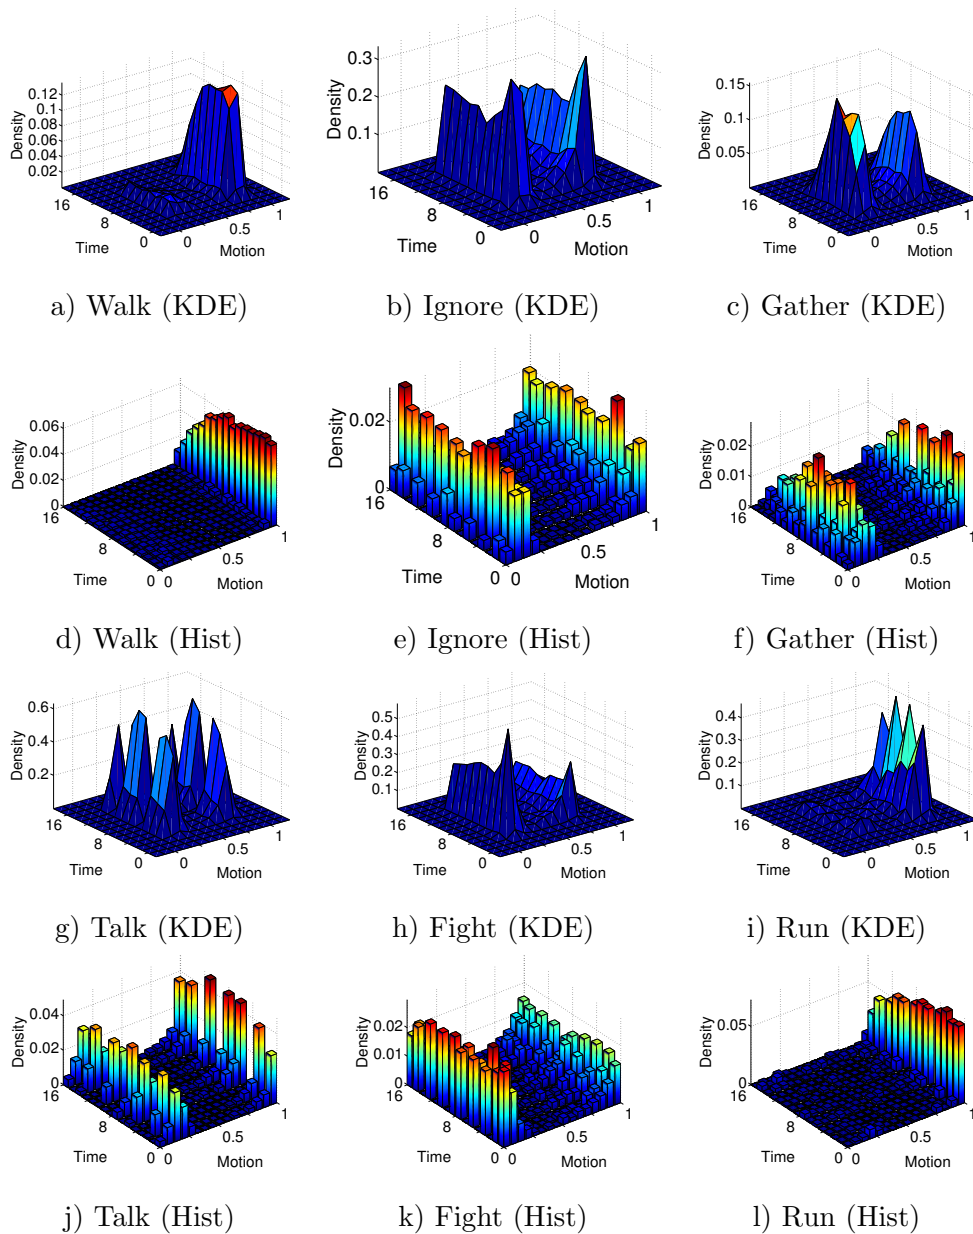 0.12
0.1
0.08
0.06
0.04
0.02
Density
16
8
0
Time
0
0.5
1
Motion
a) Walk (KDE)
0.3
0.2
0.1
Density
16
8
0
Time
0
0.5
1
Motion
b) Ignore (KDE)
0.15
0.1
0.05
Density
16
8
0
Time
0
0.5
1
Motion
c) Gather (KDE)
0.06
0.04
0.02
0
Density
16
8
0
Time
0
0.5
1
Motion
d) Walk (Hist)
0.02
0
Density
16
8
0
Time
0
0.5
1
Motion
e) Ignore (Hist)
0.02
0.01
0
Density
16
8
0
Time
0
0.5
1
Motion
f) Gather (Hist)
0.6
0.4
0.2
Density
16
8
0
Time
0
0.5
1
Motion
g) Talk (KDE)
0.5
0.4
0.3
0.2
0.1
Density
16
8
0
Time
0
0.5
1
Motion
h) Fight (KDE)
0.4
0.3
0.2
0.1
Density
16
8
0
Time
0
0.5
1
Motion
i) Run (KDE)
0.04
0.02
0
Density
16
8
0
Time
0
0.5
1
Motion
j) Talk (Hist)
0.02
0.01
0
Density
16
8
0
Time
0
0.5
1
Motion
k) Fight (Hist)
0.05
0
Density
16
8
0
Time
0
0.5
1
Motion
l) Run (Hist)